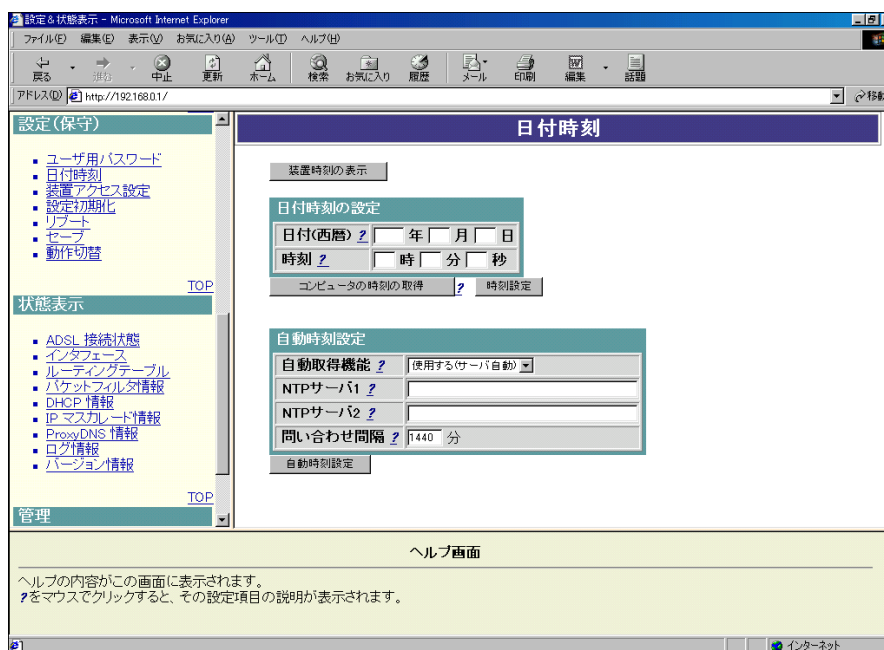 設定&状態表示 - Microsoft Internet Explorer
ファイル(F) 編集(E) 表示(V) お気に入り(A) ツール(T) ヘルプ(H)
戻る 進む 中止 更新 ホーム 検索 お気に入り 履歴 メール 印刷 編集 話題
アドレス(D) http://192.168.0.1/ 移動
設定(保守)
ユーザ用パスワード
日付時刻
装置アクセス設定
設定初期化
リブート
セーブ
動作切替
TOP
状態表示
ADSL 接続状態
インタフェース
ルーティングテーブル
パケットフィルタ情報
DHCP 情報
IP マスカレード情報
ProxyDNS 情報
ログ情報
バージョン情報
TOP
管理
日付時刻
装置時刻の表示
日付時刻の設定
日付(西暦) ? 年 月 日
時刻 ? 時 分 秒
コンピュータの時刻の取得 ? 時刻設定
自動時刻設定
自動取得機能 ? 使用する(サーバ自動)
NTPサーバ1 ?
NTPサーバ2 ?
問い合わせ間隔 ? 1440 分
自動時刻設定
ヘルプ画面
ヘルプの内容がこの画面に表示されます。
?をマウスでクリックすると、その設定項目の説明が表示されます。
インターネット